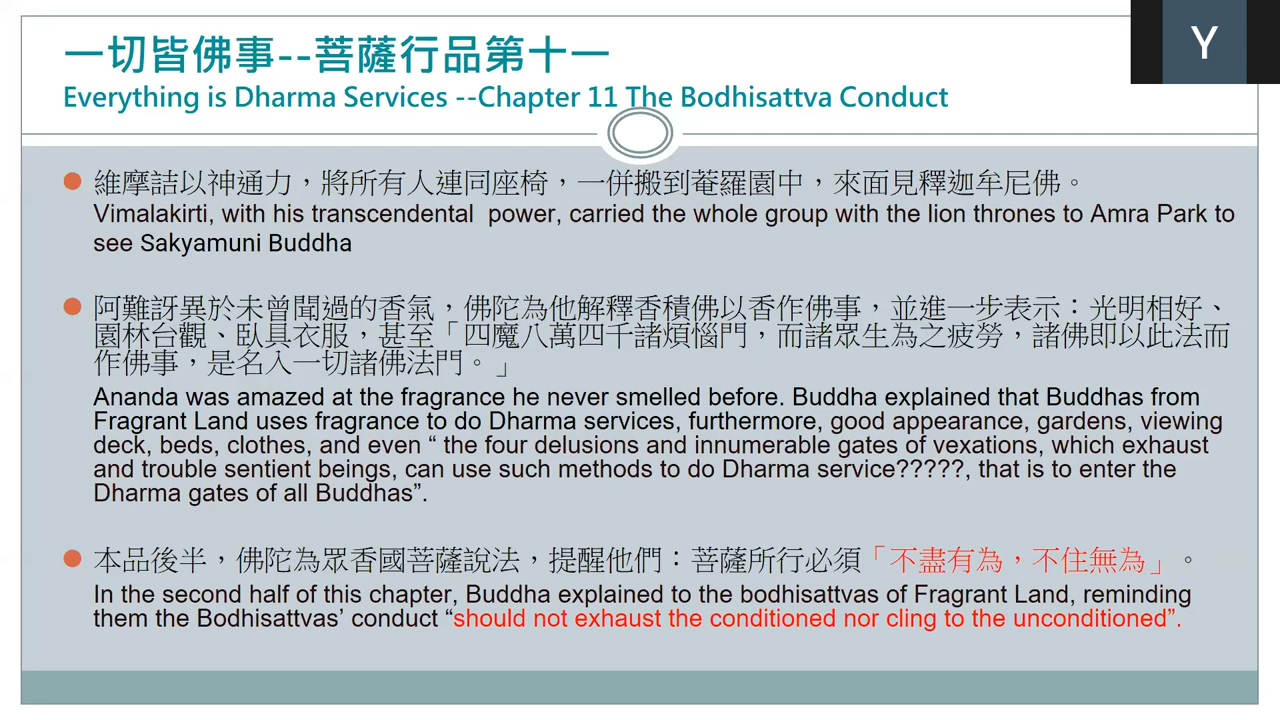 一切皆佛事--菩薩行品第十一
Everything is Dharma Services --Chapter 11 The Bodhisattva Conduct
Y
維摩詰以神通力，將所有人連同座椅，一併搬到菴羅園中，來面見釋迦牟尼佛。
Vimalakirti, with his transcendental power, carried the whole group with the lion thrones to Amra Park to
see Sakyamuni Buddha
阿難訝異於未曾聞過的香氣，佛陀為他解釋香積佛以香作佛事，並進一步表示：光明相好、
園林台觀、臥具衣服，甚至「四魔八萬四千諸煩惱門，而諸眾生為之疲勞，諸佛即以此法而
作佛事，是名入一切諸佛法門。」
Ananda was amazed at the fragrance he never smelled before. Buddha explained that Buddhas from
Fragrant Land uses fragrance to do Dharma services, furthermore, good appearance, gardens, viewing
deck, beds, clothes, and even “ the four delusions and innumerable gates of vexations, which exhaust
and trouble sentient beings, can use such methods to do Dharma service?????, that is to enter the
Dharma gates of all Buddhas”.
本品後半，佛陀為眾香國菩薩說法，提醒他們：菩薩所行必須「不盡有為，不住無為」。
In the second half of this chapter, Buddha explained to the bodhisattvas of Fragrant Land, reminding
them the Bodhisattvas’ conduct “should not exhaust the conditioned nor cling to the unconditioned”.